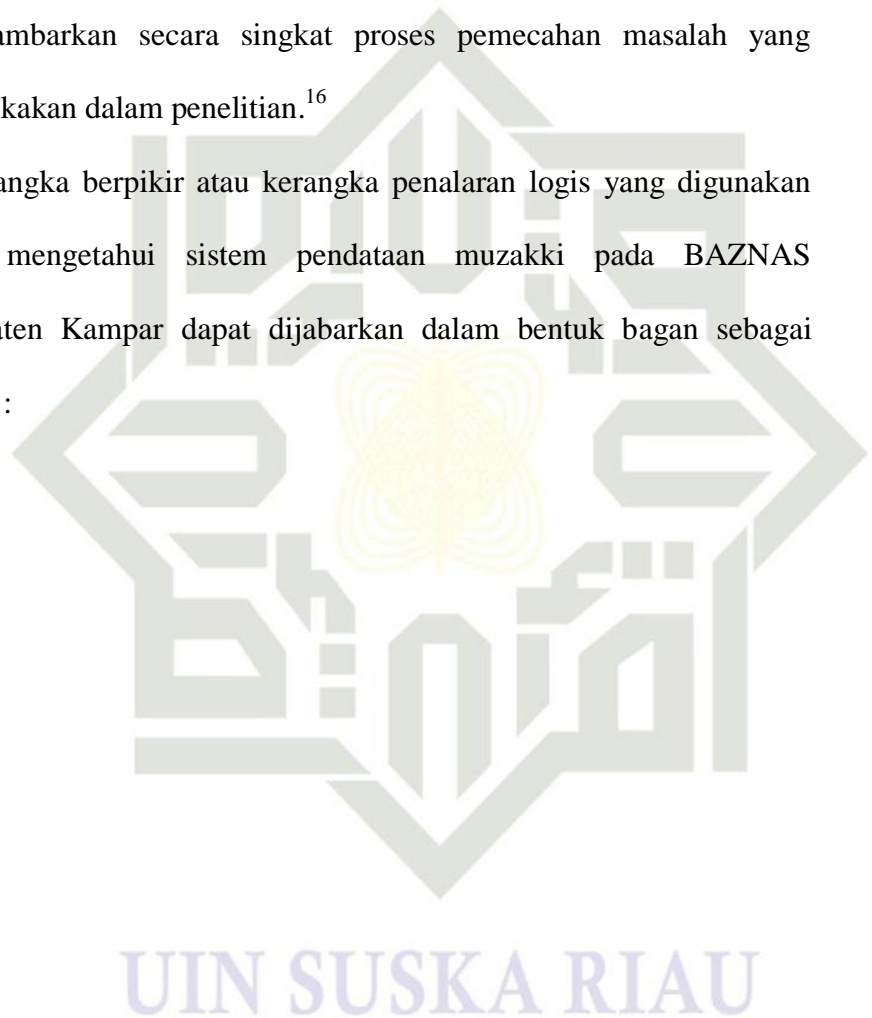 ambarkan secara singkat proses pemecahan masalah yang
kakan dalam penelitian.16
angka berpikir atau kerangka penalaran logis yang digunakan
mengetahui sistem pendataan muzakki pada BAZNAS
aten Kampar dapat dijabarkan dalam bentuk bagan sebagai
:
UIN SUSKA RIAU